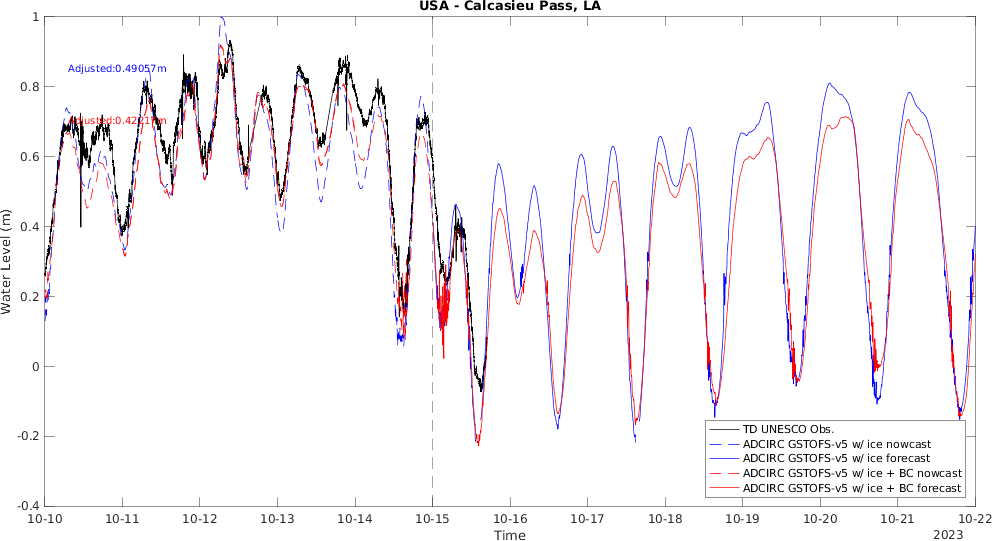 USA - Calcasieu Pass, LA
Water Level (m)
1
0.8
0.6
0.4
0.2
0
-0.2
-0.4
Adjusted:0.49057m
TD UNESCO Obs.
ADCIRC GSTOFS-v5 w/ ice nowcast
ADCIRC GSTOFS-v5 w/ ice forecast
ADCIRC GSTOFS-v5 w/ ice + BC nowcast
ADCIRC GSTOFS-v5 w/ ice + BC forecast
10-10 10-11 10-12 10-13 10-14 10-15 10-16 10-17 10-18 10-19 10-20 10-21 10-22
Time
2023